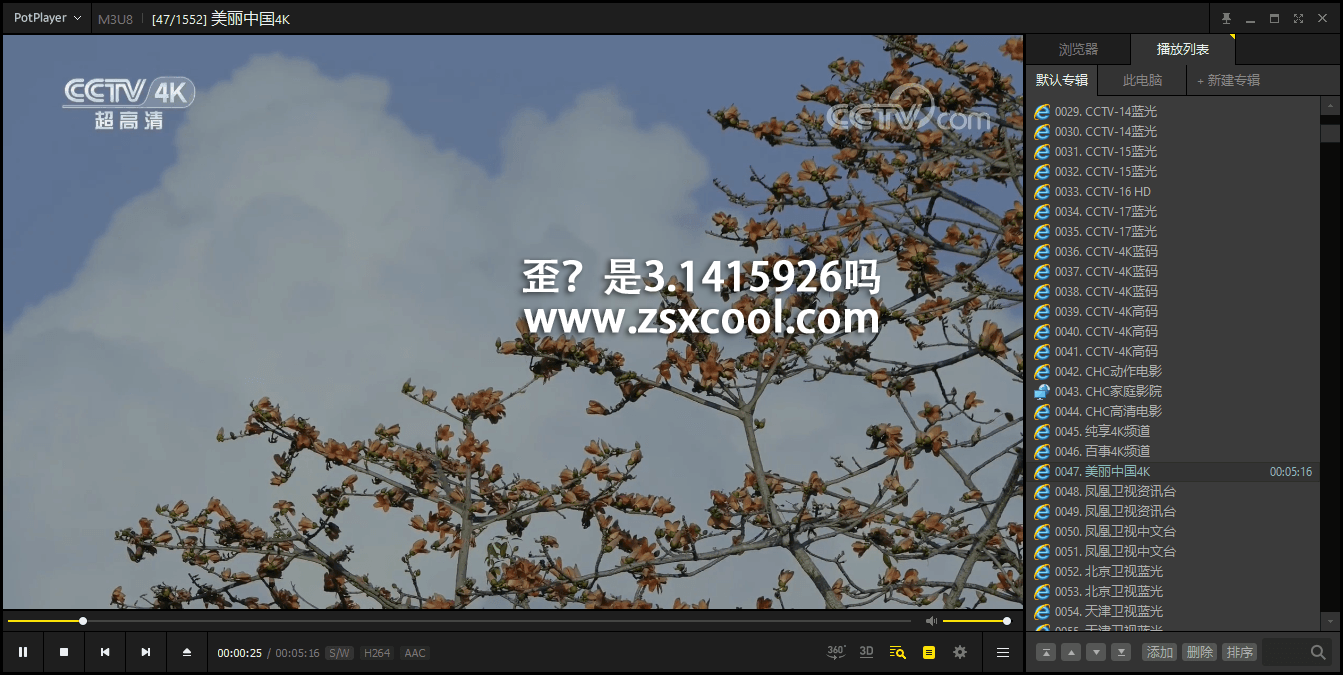 PotPlayer
M3U8
[47/1552] 美丽中国4K
CCTV 4K
超高清
CCTV.com
歪？是3.1415926吗
www.zsxcool.com
00:00:25 / 00:05:16 S/W H264 AAC
360°
3D
浏览器
播放列表
默认专辑
此电脑
+ 新建专辑
0029. CCTV-14蓝光
0030. CCTV-14蓝光
0031. CCTV-15蓝光
0032. CCTV-15蓝光
0033. CCTV-16 HD
0034. CCTV-17蓝光
0035. CCTV-17蓝光
0036. CCTV-4K蓝码
0037. CCTV-4K蓝码
0038. CCTV-4K蓝码
0039. CCTV-4K高码
0040. CCTV-4K高码
0041. CCTV-4K高码
0042. CHC动作电影
0043. CHC家庭影院
0044. CHC高清电影
0045. 纯享4K频道
0046. 百事4K频道
0047. 美丽中国4K 00:05:16
0048. 凤凰卫视资讯台
0049. 凤凰卫视资讯台
0050. 凤凰卫视中文台
0051. 凤凰卫视中文台
0052. 北京卫视蓝光
0053. 北京卫视蓝光
0054. 天津卫视蓝光
0055. 天津卫视蓝光
添加
删除
排序